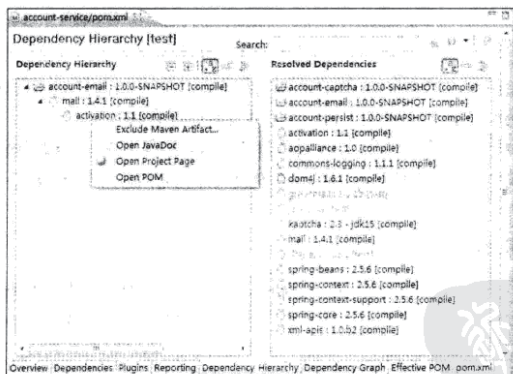 account-service/pom.xml
Dependency Hierarchy [test]
Search:
Dependency Hierarchy
account-email : 1.0.0-SNAPSHOT [compile]
mail : 1.4.1 [compile]
activation : 1.1 [compile]
Exclude Maven Artifact...
Open JavaDoc
Open Project Page
Open POM
Resolved Dependencies
account-captcha : 1.0.0-SNAPSHOT [compile]
account-email : 1.0.0-SNAPSHOT [compile]
account-persist : 1.0.0-SNAPSHOT [compile]
activation : 1.1 [compile]
aopalliance : 1.0 [compile]
commons-logging : 1.1.1 [compile]
dom4j : 1.6.1 [compile]
kaptcha : 2.3 - jdk15 [compile]
mail : 1.4.1 [compile]
spring-beans : 2.5.6 [compile]
spring-context : 2.5.6 [compile]
spring-context-support : 2.5.6 [compile]
spring-core : 2.5.6 [compile]
xml-apis : 1.0.b2 [compile]
Overview Dependencies Plugins Reporting Dependency Hierarchy Dependency Graph Effective POM pom.xml